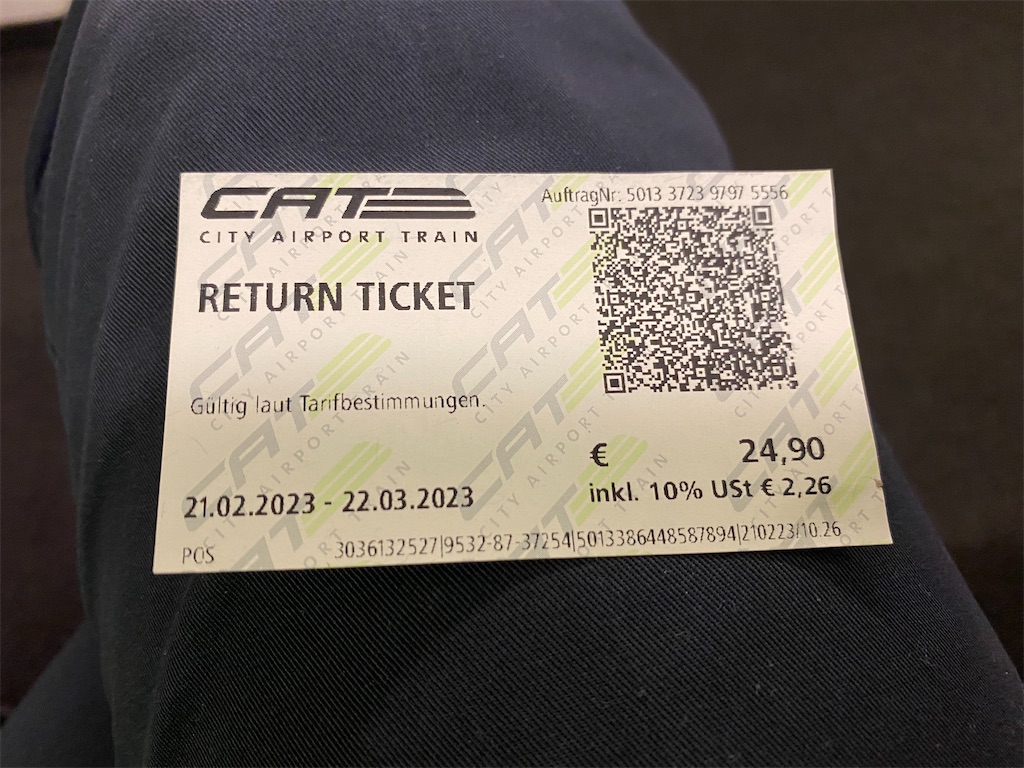 CAT
CITY AIRPORT TRAIN
AuftragNr: 5013 3723 9797 5556
RETURN TICKET
Gültig laut Tarifbestimmungen.
€ 24,90
inkl. 10% USt € 2,26
21.02.2023 - 22.03.2023
POS 3036132527|9532-87-37254|5013386448587894|210223/10.26